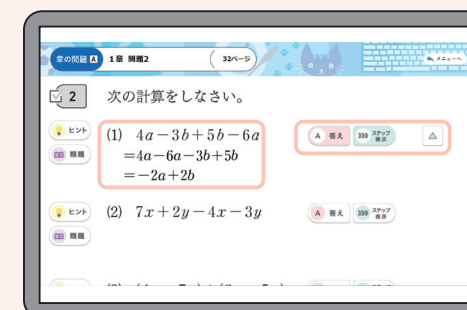 章の問題 A 1章 問題2 32ページ メニューへ
2 次の計算をしなさい。
ヒント (1) 4a-3b+5b-6a A 答え ステップ表示
類題 =4a-6a-3b+5b
=-2a+2b
ヒント (2) 7x+2y-4x-3y A 答え ステップ表示
類題